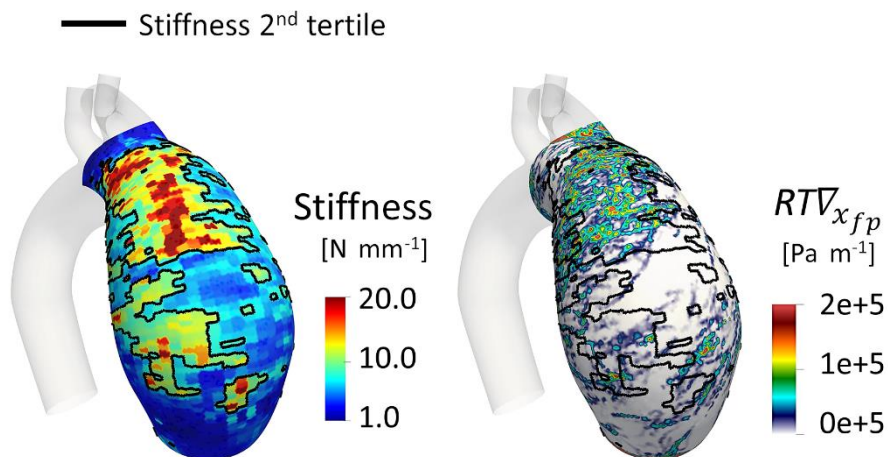 Stiffness 2nd tertile
Stiffness
[N mm-1]
20.0
10.0
1.0
RT∇xfp
[Pa m-1]
2e+5
1e+5
0e+5